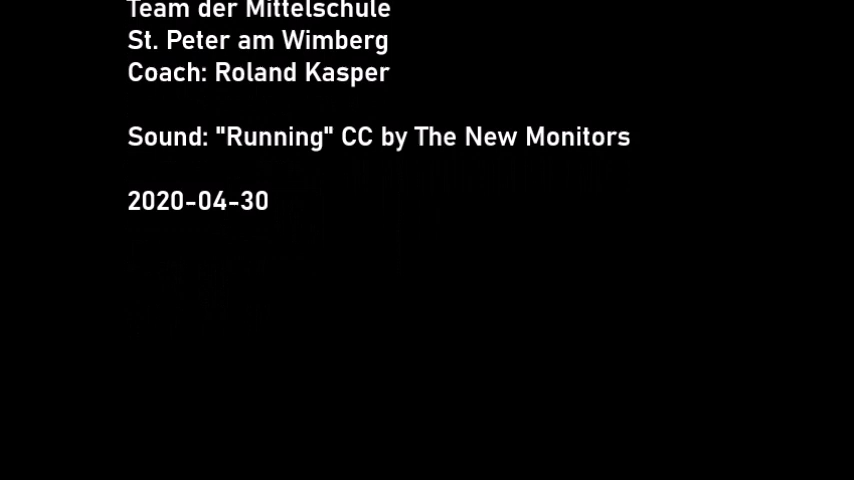 Team der Mittelschule
St. Peter am Wimberg
Coach: Roland Kasper
Sound: "Running" CC by The New Monitors
2020-04-30